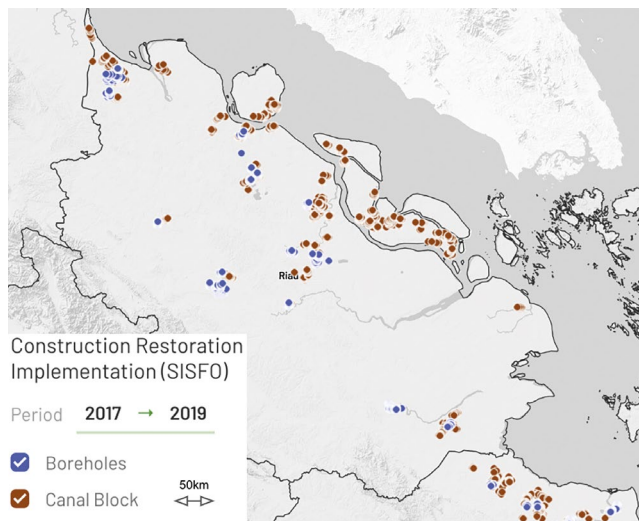 Riau
Construction Restoration
Implementation (SISFO)
Period 2017 → 2019
Boreholes
50km
Canal Block